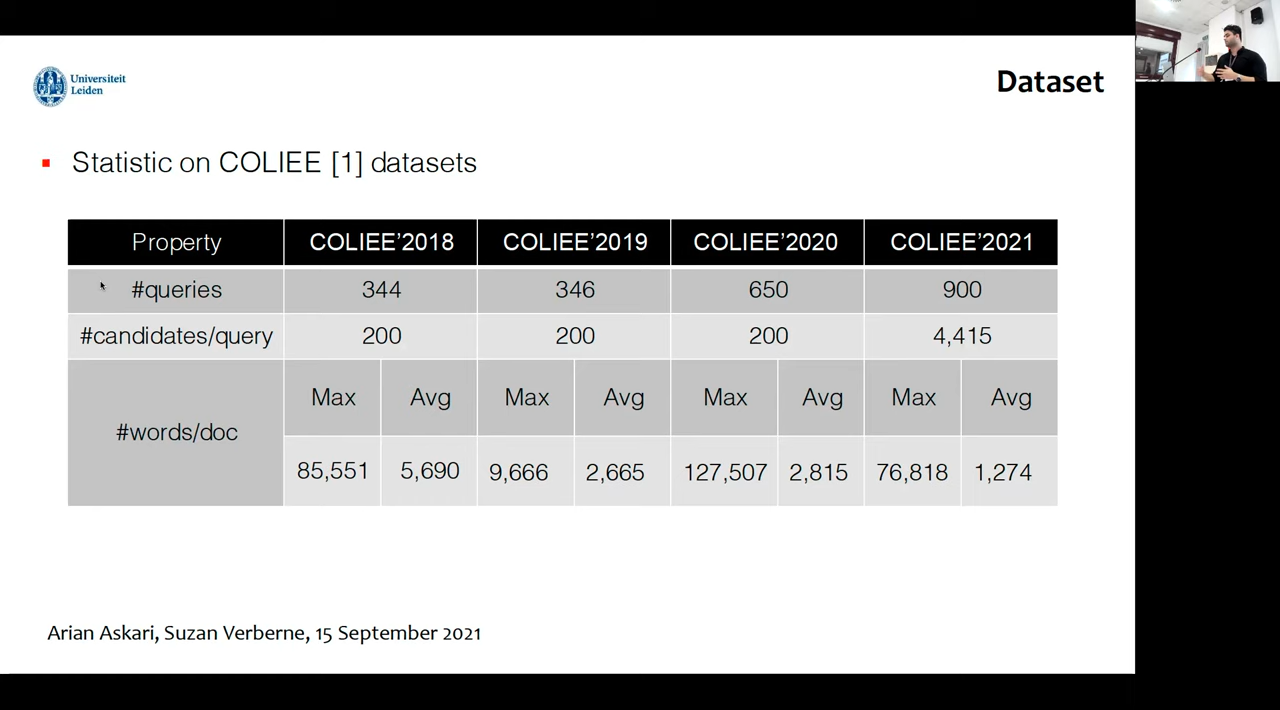 Universiteit
Leiden
Dataset
Statistic on COLIEE [1] datasets
Property COLIEE’2018 COLIEE’2019 COLIEE’2020 COLIEE’2021
#queries 344 346 650 900
#candidates/query 200 200 200 4,415
#words/doc Max Avg Max Avg Max Avg Max Avg
85,551 5,690 9,666 2,665 127,507 2,815 76,818 1,274
Arian Askari, Suzan Verberne, 15 September 2021